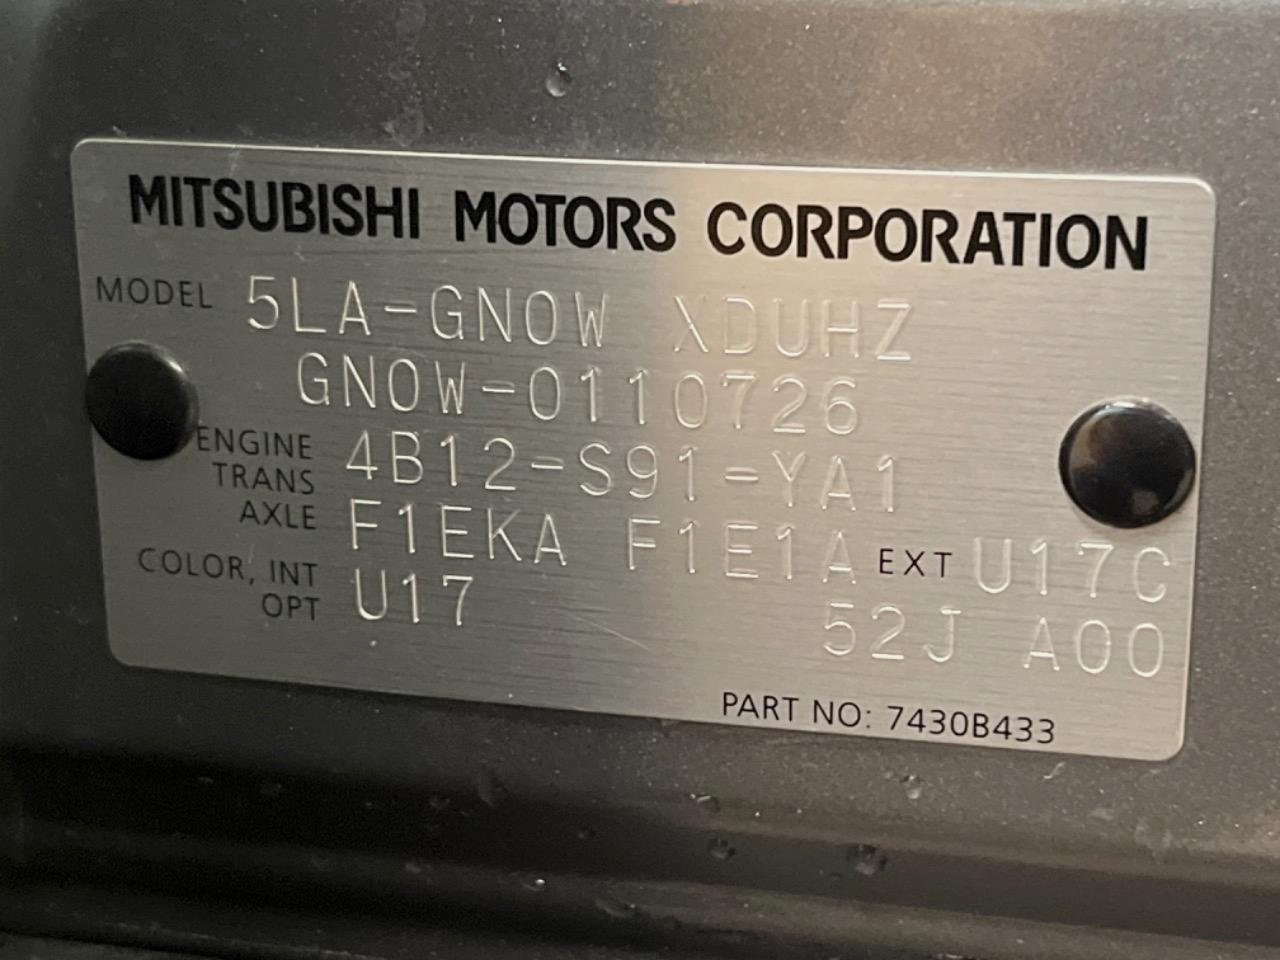 MITSUBISHI MOTORS CORPORATION
MODEL 5LA-GN0W XDUHZ
GN0W-0110726
ENGINE 4B12-S91-YA1
TRANS AXLE F1EKA F1E1A EXT U17C
COLOR, INT U17
OPT 52J A00
PART NO: 7430B433